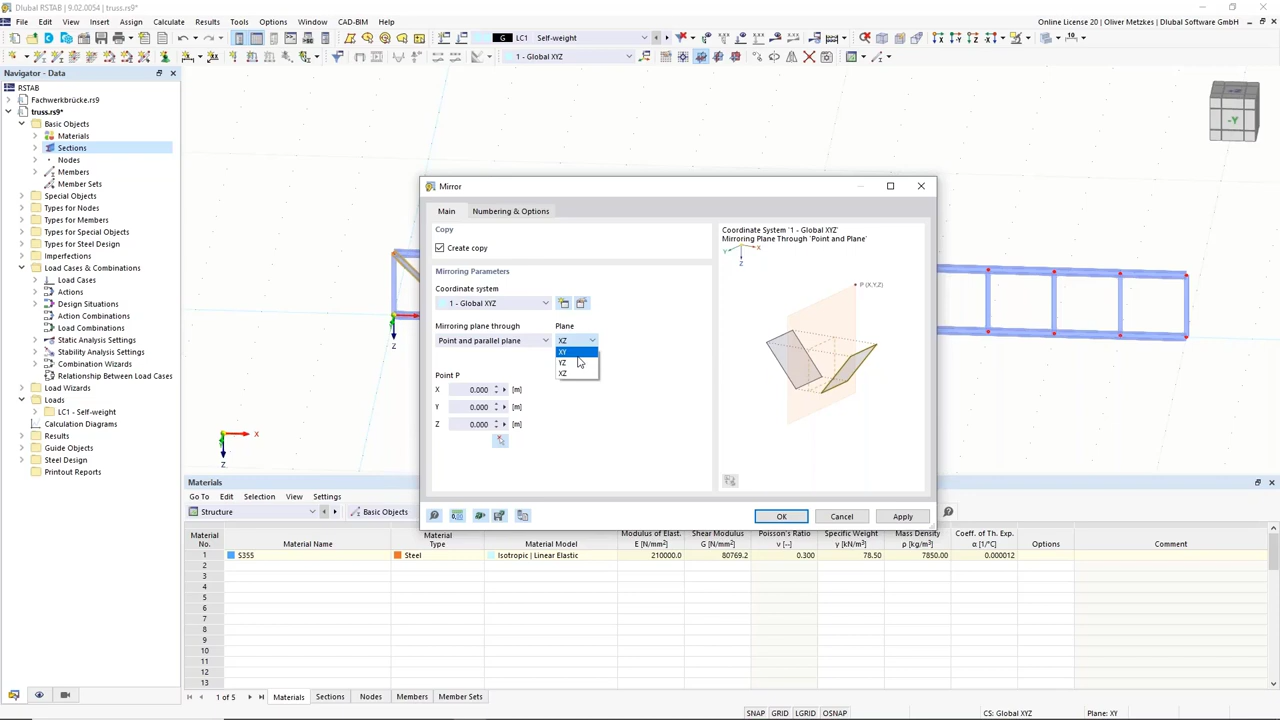 Dlubal RSTAB | 9.02.0054 | truss.rs9*
File Edit View Insert Assign Calculate Results Tools Options Window CAD-BIM Help
Online License 20 | Oliver Metzkes | Dlubal Software GmbH
G LC1 Self-weight
1 - Global XYZ
Navigator - Data
RSTAB
Fachwerkbrücke.rs9
truss.rs9*
Basic Objects
Materials
Sections
Nodes
Members
Member Sets
Special Objects
Types for Nodes
Types for Members
Types for Special Objects
Types for Steel Design
Imperfections
Load Cases & Combinations
Load Cases
Actions
Design Situations
Action Combinations
Load Combinations
Static Analysis Settings
Stability Analysis Settings
Combination Wizards
Relationship Between Load Cases
Load Wizards
Loads
LC1 - Self-weight
Calculation Diagrams
Results
Guide Objects
Steel Design
Printout Reports
-Y
Z
X
Z
Mirror
Main Numbering & Options
Copy
Create copy
Mirroring Parameters
Coordinate system
1 - Global XYZ
Mirroring plane through Plane
Point and parallel plane XZ
XY
YZ
XZ
Point P
X 0.000 [m]
Y 0.000 [m]
Z 0.000 [m]
Coordinate System '1 - Global XYZ'
Mirroring Plane Through 'Point and Plane'
Y X
Z
P (X,Y,Z)
OK Cancel Apply
Materials
Go To Edit Selection View Settings
Structure Basic Objects
Material No. Material Name Material Type Material Model Modulus of Elast. E [N/mm²] Shear Modulus G [N/mm²] Poisson's Ratio ν [--] Specific Weight γ [kN/m³] Mass Density ρ [kg/m³] Coeff. of Th. Exp. α [1/°C] Options Comment
1 S355 Steel Isotropic | Linear Elastic 210000.0 80769.2 0.300 78.50 7850.00 0.000012
2
3
4
5
6
7
8
9
10
11
12
13
1 of 5 Materials Sections Nodes Members Member Sets
SNAP GRID LGRID OSNAP CS: Global XYZ Plane: XY